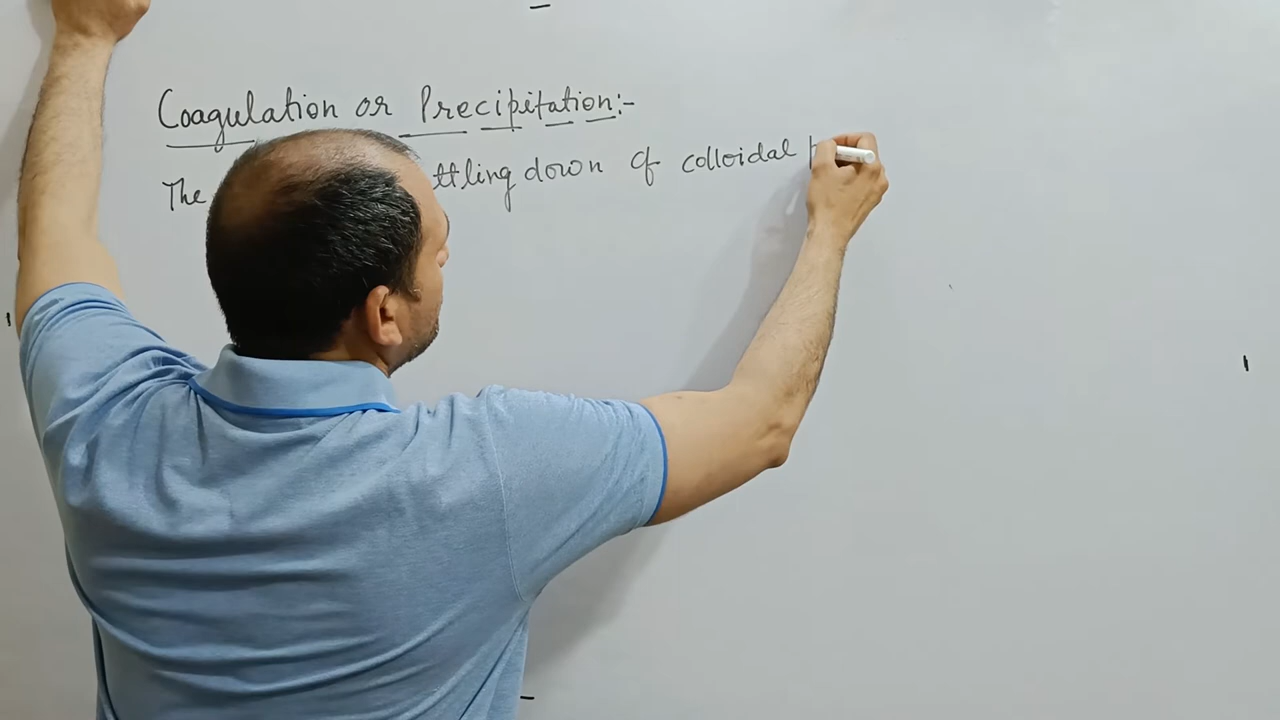 Coagulation or Precipitation:-
The ttling down of colloidal